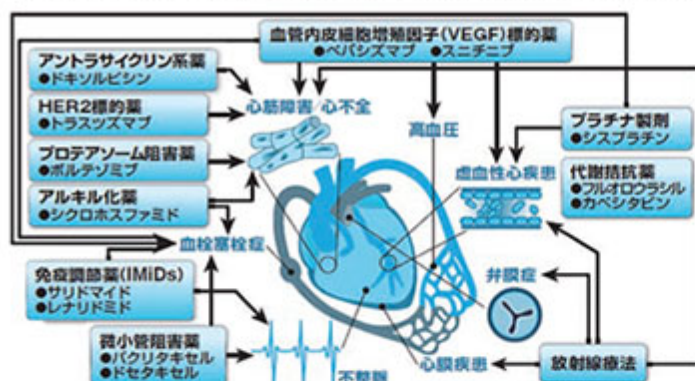 血管内皮細胞増殖因子(VEGF)標的薬
●ベバシズマブ ●スニチニブ
アントラサイクリン系薬
●ドキソルビシン
HER2標的薬
●トラスツズマブ
プロテアソーム阻害薬
●ボルテゾミブ
アルキル化薬
●シクロホスファミド
心筋障害/心不全
高血圧
虚血性心疾患
プラチナ製剤
●シスプラチン
代謝拮抗薬
●フルオロウラシル
●カペシタビン
血栓塞栓症
免疫調節薬(IMiDs)
●サリドマイド
●レナリドミド
弁膜症
微小管阻害薬
●パクリタキセル
●ドセタキセル
不整脈
心膜疾患
放射線療法